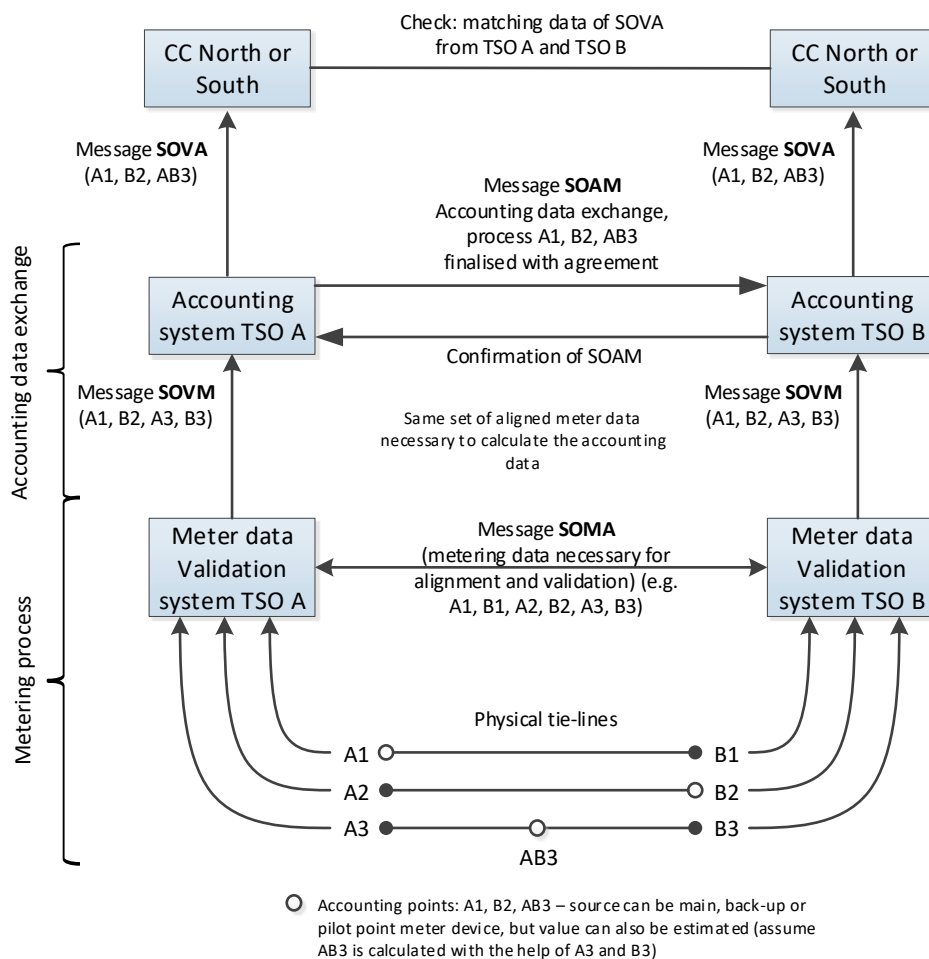 Check: matching data of SOVA
from TSO A and TSO B
CC North or
South
CC North or
South
Message SOVA
(A1, B2, AB3)
Message SOVA
(A1, B2, AB3)
Message SOAM
Accounting data exchange,
process A1, B2, AB3
finalised with agreement
Accounting data exchange
Accounting
system TSO A
Accounting
system TSO B
Confirmation of SOAM
Message SOVM
(A1, B2, A3, B3)
Message SOVM
(A1, B2, A3, B3)
Same set of aligned meter data
necessary to calculate the accounting
data
Metering process
Meter data
Validation
system TSO A
Message SOMA
(metering data necessary for
alignment and validation) (e.g.
A1, B1, A2, B2, A3, B3)
Meter data
Validation
system TSO B
Physical tie-lines
A1
B1
A2
B2
A3
B3
AB3
Accounting points: A1, B2, AB3 – source can be main, back-up or
pilot point meter device, but value can also be estimated (assume
AB3 is calculated with the help of A3 and B3)